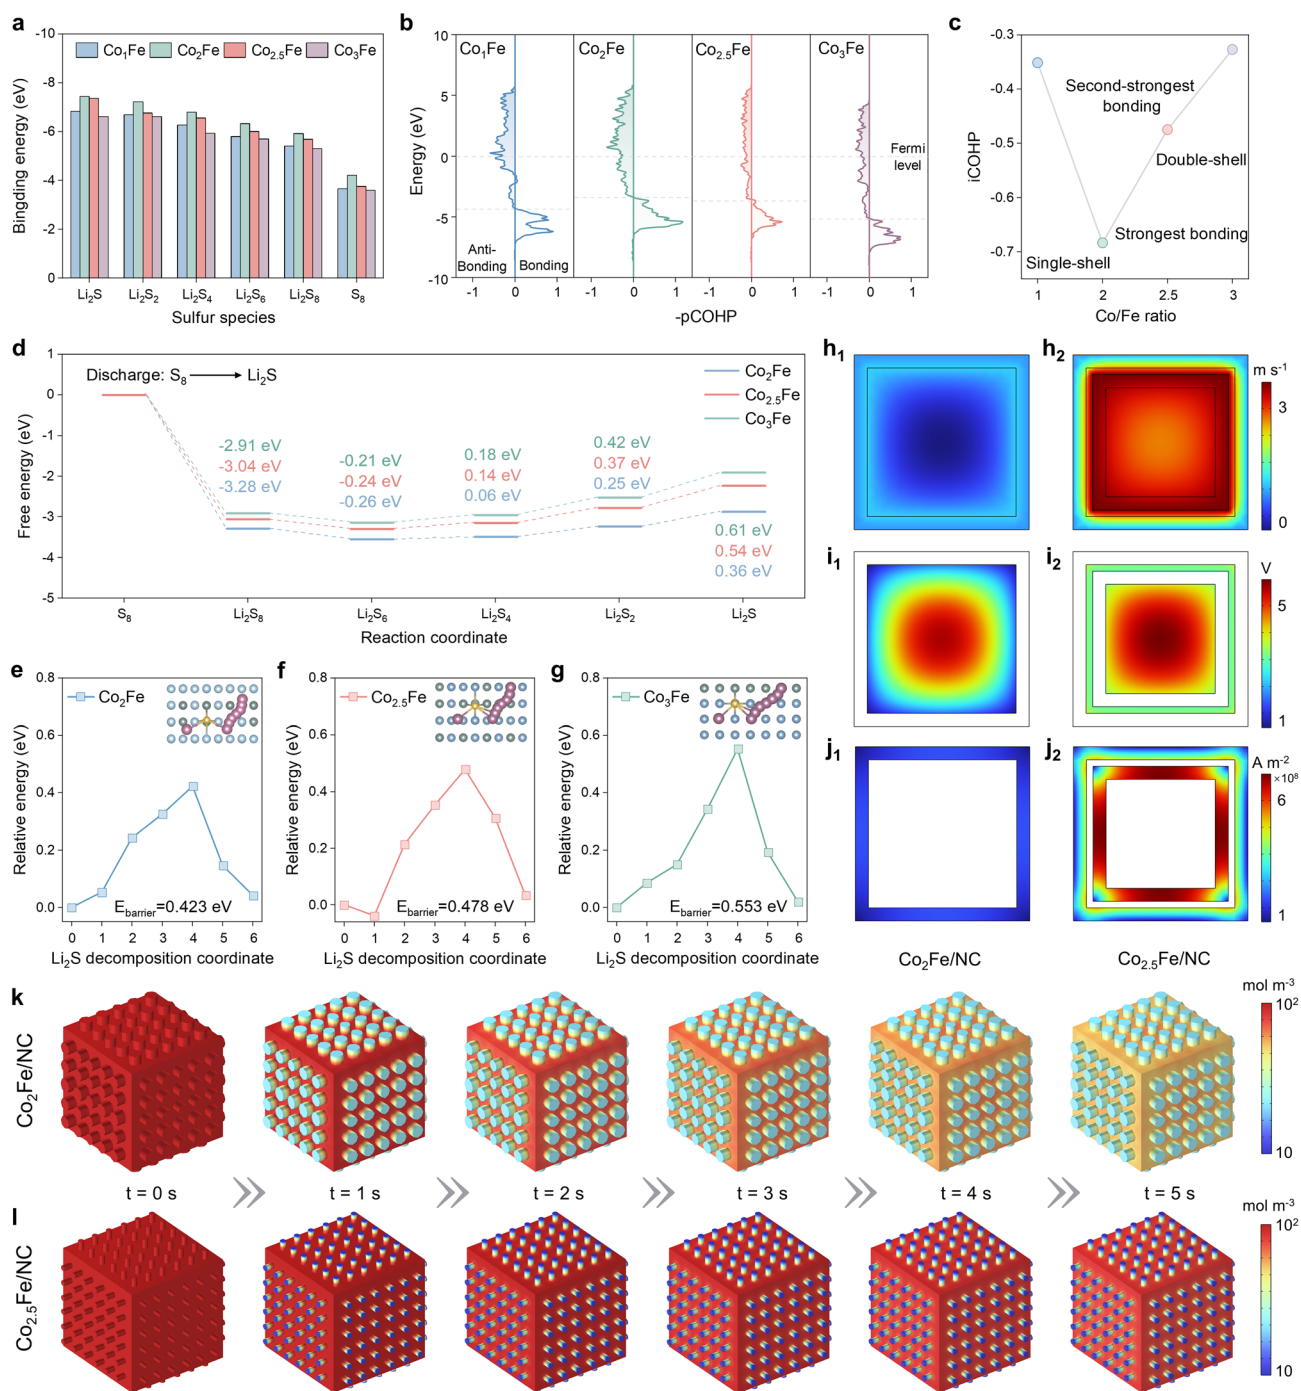 a
-10
-8
-6
-4
-2
0
Bingding energy (eV)
Co1Fe Co2Fe Co2.5Fe Co3Fe
Li2S Li2S2 Li2S4 Li2S6 Li2S8 S8
Sulfur species
b
10
5
0
-5
-10
Energy (eV)
Co1Fe Co2Fe Co2.5Fe Co3Fe
Fermi
level
Anti-
Bonding Bonding
-1 0 1 -1 0 1 -1 0 1 -1 0 1
-pCOHP
c
-0.3
-0.4
-0.5
-0.6
-0.7
iCOHP
Second-strongest
bonding
Double-shell
Strongest bonding
Single-shell
1 2 2.5 3
Co/Fe ratio
d
1
0
-1
-2
-3
-4
-5
Free energy (eV)
Discharge: S8 → Li2S
Co2Fe
Co2.5Fe
Co3Fe
-2.91 eV -0.21 eV 0.18 eV 0.42 eV
-3.04 eV -0.24 eV 0.14 eV 0.37 eV
-3.28 eV -0.26 eV 0.06 eV 0.25 eV
0.61 eV
0.54 eV
0.36 eV
S8 Li2S8 Li2S6 Li2S4 Li2S2 Li2S
Reaction coordinate
h1 h2
m s-1
3
0
i1 i2
V
5
1
j1 j2
A m-2
×10⁸
6
1
Co2Fe/NC Co2.5Fe/NC
e
0.8
0.6
0.4
0.2
0.0
Relative energy (eV)
Co2Fe
Ebarrier=0.423 eV
0 1 2 3 4 5 6
Li2S decomposition coordinate
f
0.8
0.6
0.4
0.2
0.0
Relative energy (eV)
Co2.5Fe
Ebarrier=0.478 eV
0 1 2 3 4 5 6
Li2S decomposition coordinate
g
0.8
0.6
0.4
0.2
0.0
Relative energy (eV)
Co3Fe
Ebarrier=0.553 eV
0 1 2 3 4 5 6
Li2S decomposition coordinate
k
Co2Fe/NC
mol m-3
10²
10
t = 0 s t = 1 s t = 2 s t = 3 s t = 4 s t = 5 s
l
Co2.5Fe/NC
mol m-3
10²
10